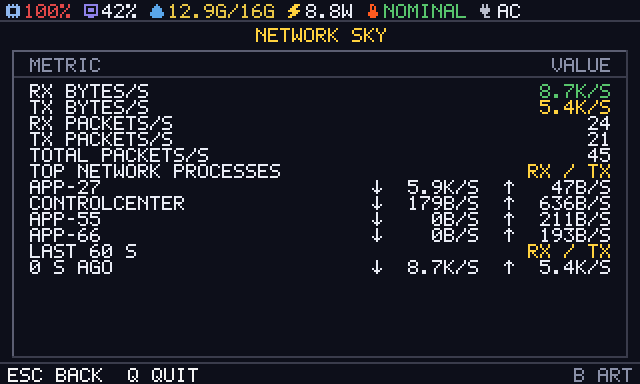 100% 42% 12.9G/16G 8.8W NOMINAL AC
NETWORK SKY
METRIC VALUE
RX BYTES/S 8.7K/S
TX BYTES/S 5.4K/S
RX PACKETS/S 24
TX PACKETS/S 21
TOTAL PACKETS/S 45
TOP NETWORK PROCESSES RX / TX
APP-27 ↓ 5.9K/S ↑ 47B/S
CONTROLCENTER ↓ 179B/S ↑ 636B/S
APP-55 ↓ 0B/S ↑ 211B/S
APP-66 ↓ 0B/S ↑ 193B/S
LAST 60 S RX / TX
0 S AGO ↓ 8.7K/S ↑ 5.4K/S
ESC BACK Q QUIT B ART